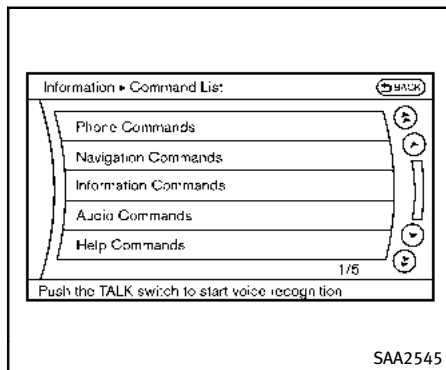 Information ▸ Command List
BACK
Phone Commands
Navigation Commands
Information Commands
Audio Commands
Help Commands
1/5
Push the TALK switch to start voice recognition
SAA2545